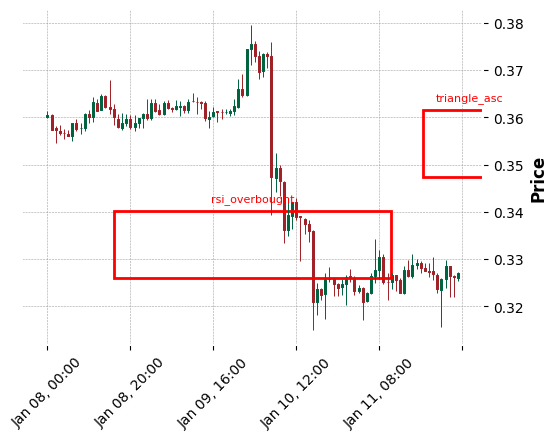 0.38
0.37
triangle_asc
0.36
0.35
Price
rsi_overbought
0.34
0.33
0.32
Jan 08, 00:00
Jan 08, 20:00
Jan 09, 16:00
Jan 10, 12:00
Jan 11, 08:00